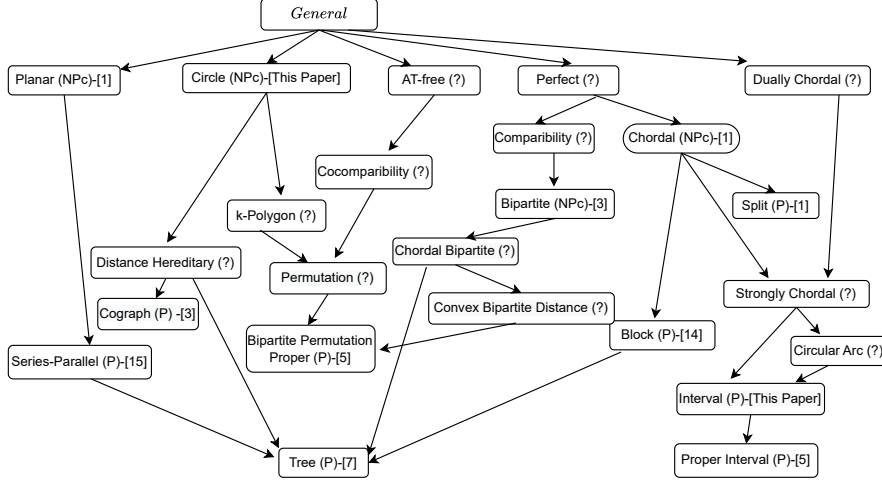 General
Planar (NPc)-[1]
Circle (NPc)-[This Paper]
AT-free (?)
Perfect (?)
Dually Chordal (?)
Comparibility (?)
Chordal (NPc)-[1]
Cocomparibility (?)
Bipartite (NPc)-[3]
Split (P)-[1]
k-Polygon (?)
Distance Hereditary (?)
Chordal Bipartite (?)
Permutation (?)
Strongly Chordal (?)
Cograph (P) -[3]
Convex Bipartite Distance (?)
Bipartite Permutation
Proper (P)-[5]
Block (P)-[14]
Series-Parallel (P)-[15]
Circular Arc (?)
Interval (P)-[This Paper]
Tree (P)-[7]
Proper Interval (P)-[5]